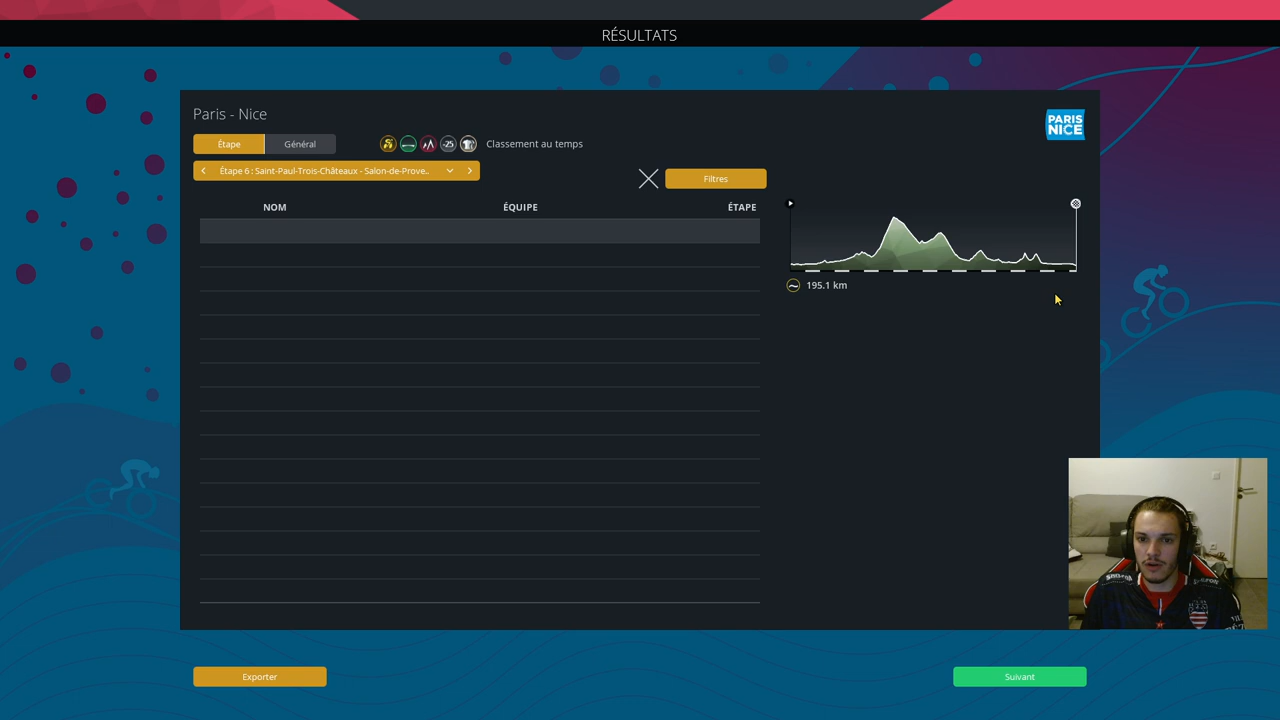 RÉSULTATS
Paris - Nice
PARIS
NICE
Étape
Général
-25
Classement au temps
Étape 6 : Saint-Paul-Trois-Châteaux - Salon-de-Prove..
Filtres
NOM
ÉQUIPE
ÉTAPE
195.1 km
Exporter
Suivant